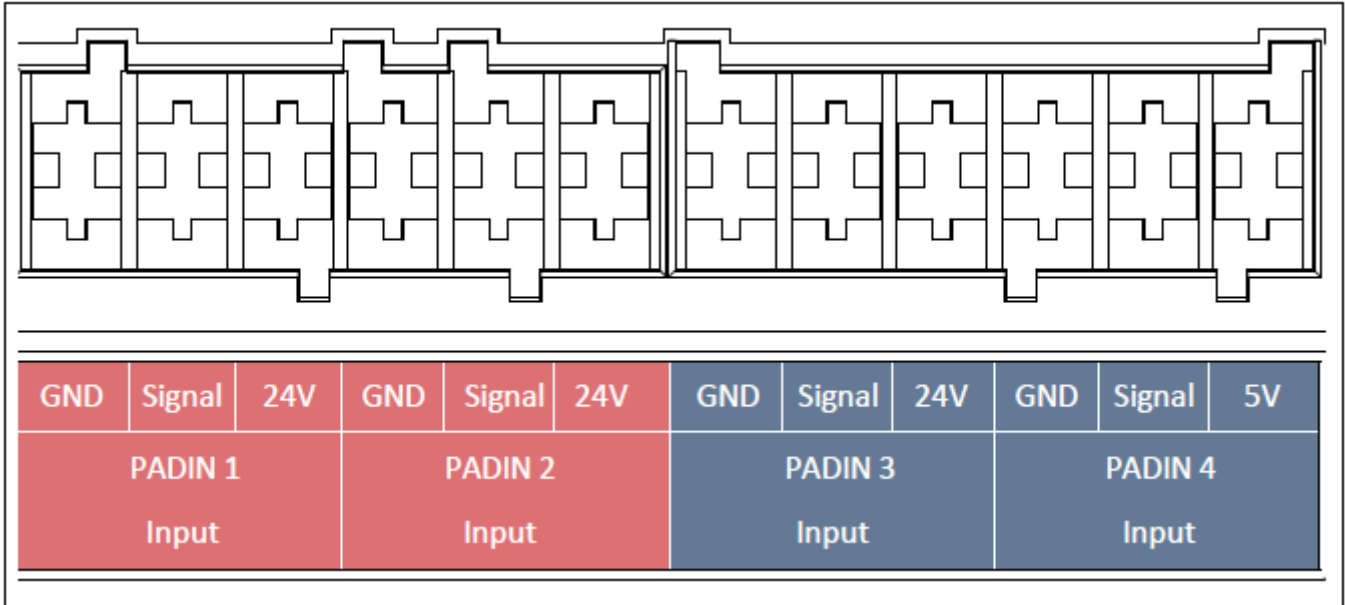 GND Signal 24V GND Signal 24V GND Signal 24V GND Signal 5V
PADIN 1 PADIN 2 PADIN 3 PADIN 4
Input Input Input Input